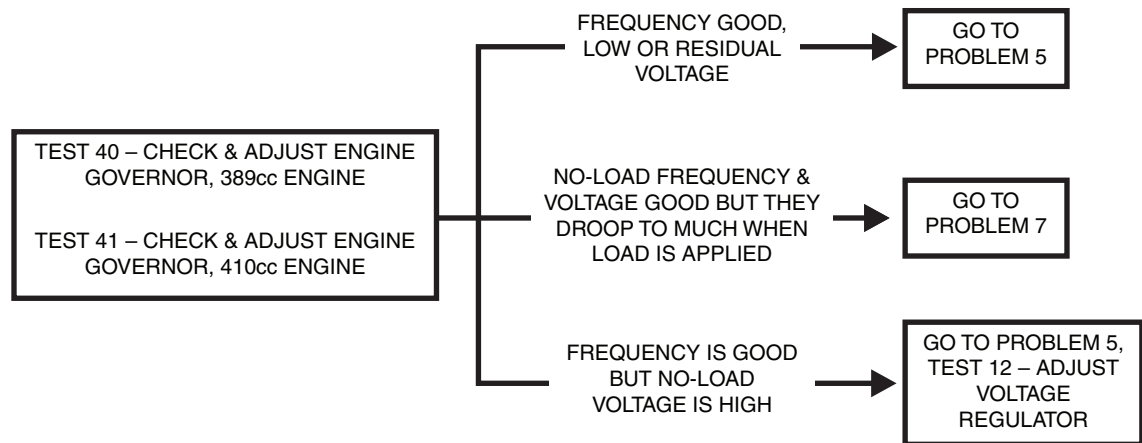 TEST 40 – CHECK & ADJUST ENGINE
GOVERNOR, 389cc ENGINE
TEST 41 – CHECK & ADJUST ENGINE
GOVERNOR, 410cc ENGINE
FREQUENCY GOOD,
LOW OR RESIDUAL
VOLTAGE
GO TO
PROBLEM 5
NO-LOAD FREQUENCY &
VOLTAGE GOOD BUT THEY
DROOP TO MUCH WHEN
LOAD IS APPLIED
GO TO
PROBLEM 7
FREQUENCY IS GOOD
BUT NO-LOAD
VOLTAGE IS HIGH
GO TO PROBLEM 5,
TEST 12 – ADJUST
VOLTAGE
REGULATOR